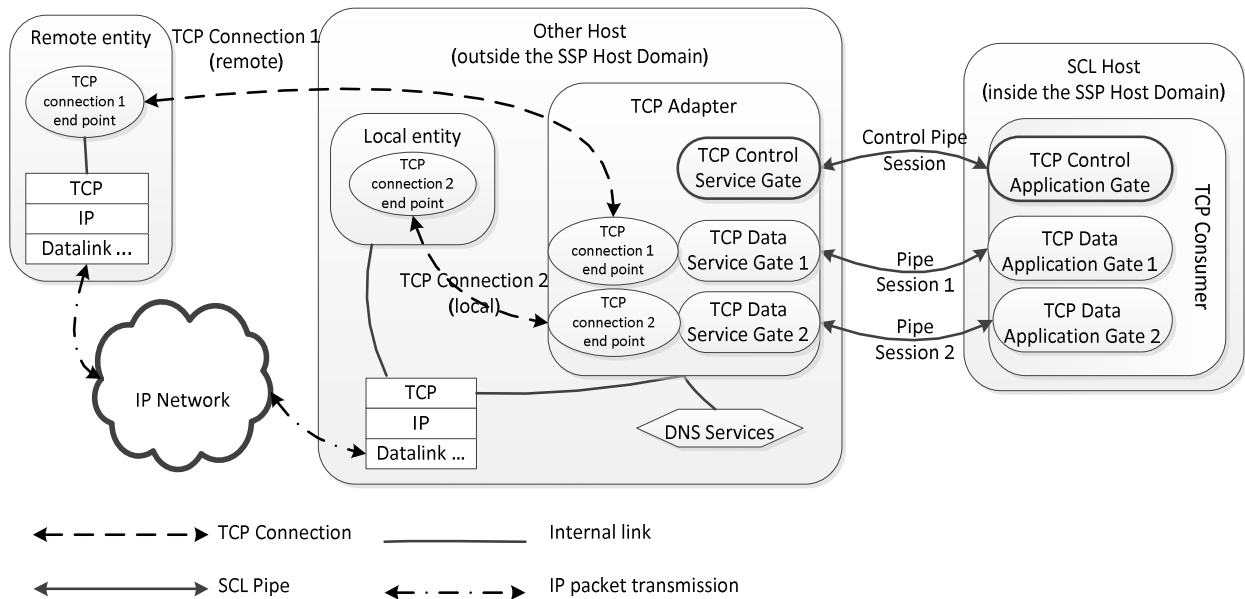 Remote entity
TCP
connection 1
end point
TCP
IP
Datalink ...
TCP Connection 1
(remote)
IP Network
Other Host
(outside the SSP Host Domain)
Local entity
TCP
connection 2
end point
TCP Connection 2
(local)
TCP
IP
Datalink ...
TCP Adapter
TCP Control
Service Gate
TCP
connection 1
end point
TCP Data
Service Gate 1
TCP
connection 2
end point
TCP Data
Service Gate 2
DNS Services
Control Pipe
Session
Pipe
Session 1
Pipe
Session 2
SCL Host
(inside the SSP Host Domain)
TCP Control
Application Gate
TCP Data
Application Gate 1
TCP Data
Application Gate 2
TCP Consumer
TCP Connection
Internal link
SCL Pipe
IP packet transmission